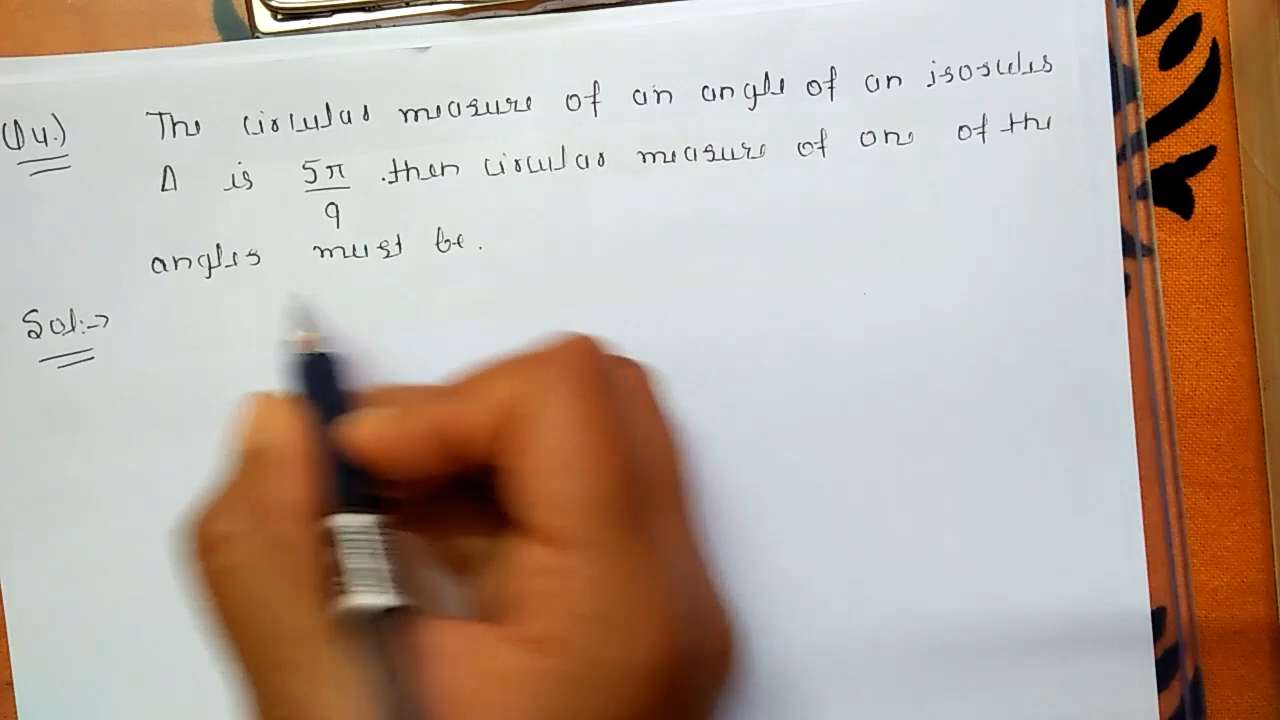 Q4.) The circular measure of an angle of an isosceles
Δ is 5π/9 . then circular measure of one of the
angles must be.
Sol:→